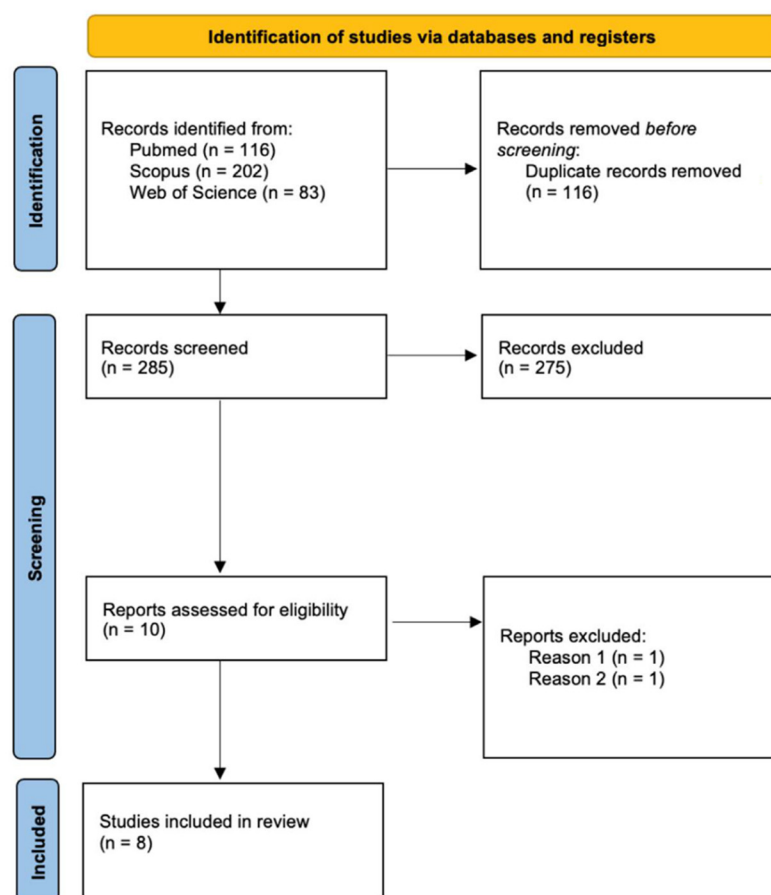 Identification of studies via databases and registers
Identification
Records identified from:
Pubmed (n = 116)
Scopus (n = 202)
Web of Science (n = 83)
Records removed before
screening:
Duplicate records removed
(n = 116)
Screening
Records screened
(n = 285)
Records excluded
(n = 275)
Reports assessed for eligibility
(n = 10)
Reports excluded:
Reason 1 (n = 1)
Reason 2 (n = 1)
Included
Studies included in review
(n = 8)